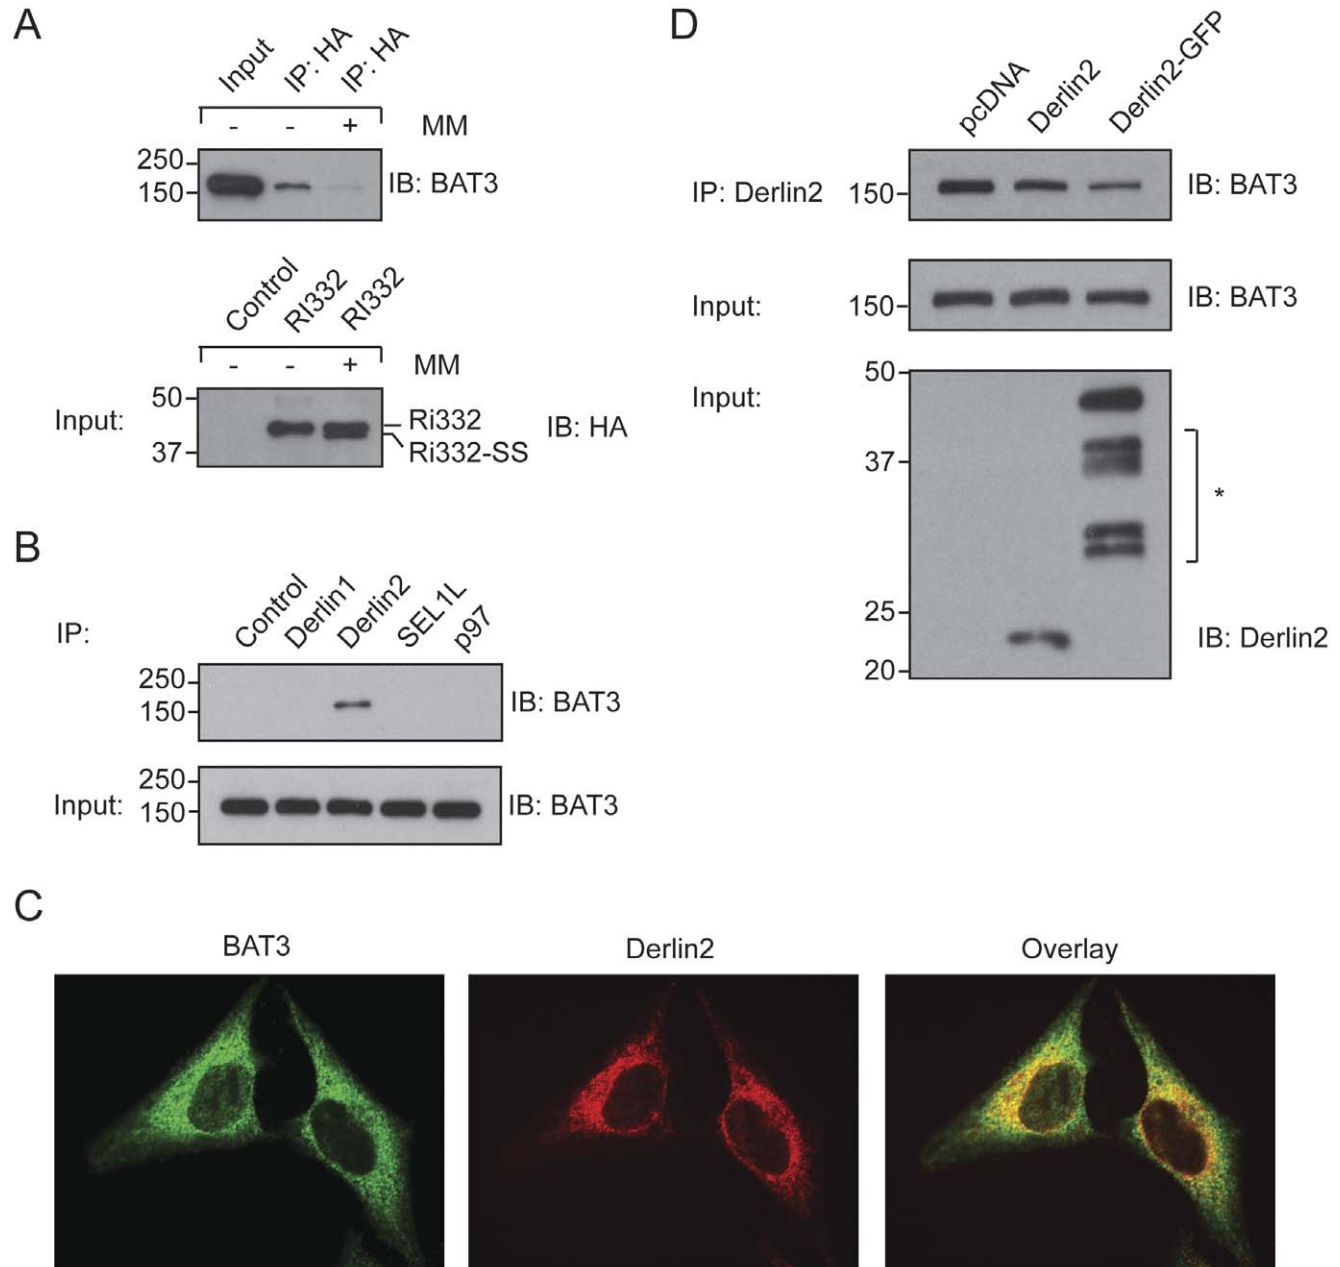 A
Input
IP: HA
IP: HA
- - + MM
250
150
IB: BAT3
Control
RI332
RI332
- - + MM
Input:
50
37
Ri332
Ri332-SS
IB: HA
B
IP:
Control
Derlin1
Derlin2
SEL1L
p97
250
150
IB: BAT3
Input:
250
150
IB: BAT3
C
BAT3
Derlin2
Overlay
D
pcDNA
Derlin2
Derlin2-GFP
IP: Derlin2
150
IB: BAT3
Input:
150
IB: BAT3
Input:
50
37
25
20
*
IB: Derlin2